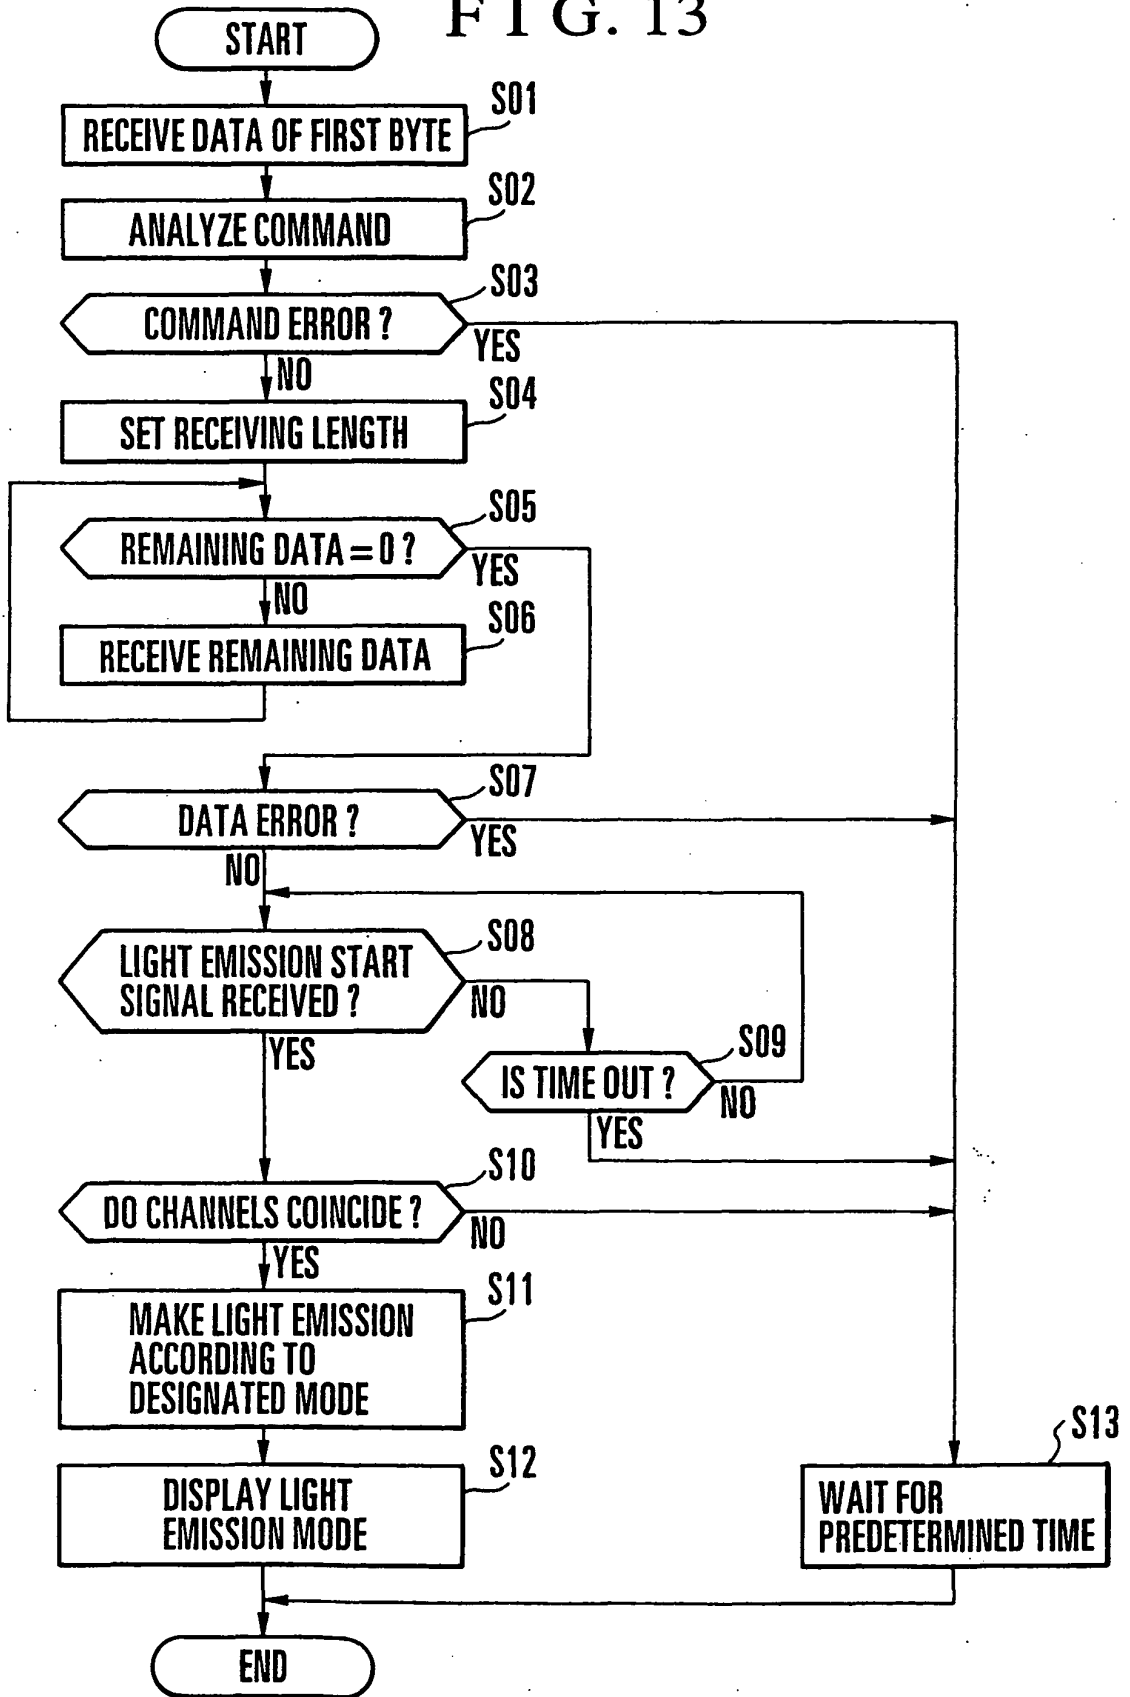 FIG. 13
START
S01
RECEIVE DATA OF FIRST BYTE
S02
ANALYZE COMMAND
S03
COMMAND ERROR ?
YES
NO
S04
SET RECEIVING LENGTH
S05
REMAINING DATA = 0 ?
YES
NO
S06
RECEIVE REMAINING DATA
S07
DATA ERROR ?
YES
NO
S08
LIGHT EMISSION START
SIGNAL RECEIVED ?
NO
YES
S09
IS TIME OUT ?
NO
YES
S10
DO CHANNELS COINCIDE ?
NO
YES
S11
MAKE LIGHT EMISSION
ACCORDING TO
DESIGNATED MODE
S12
DISPLAY LIGHT
EMISSION MODE
S13
WAIT FOR
PREDETERMINED TIME
END